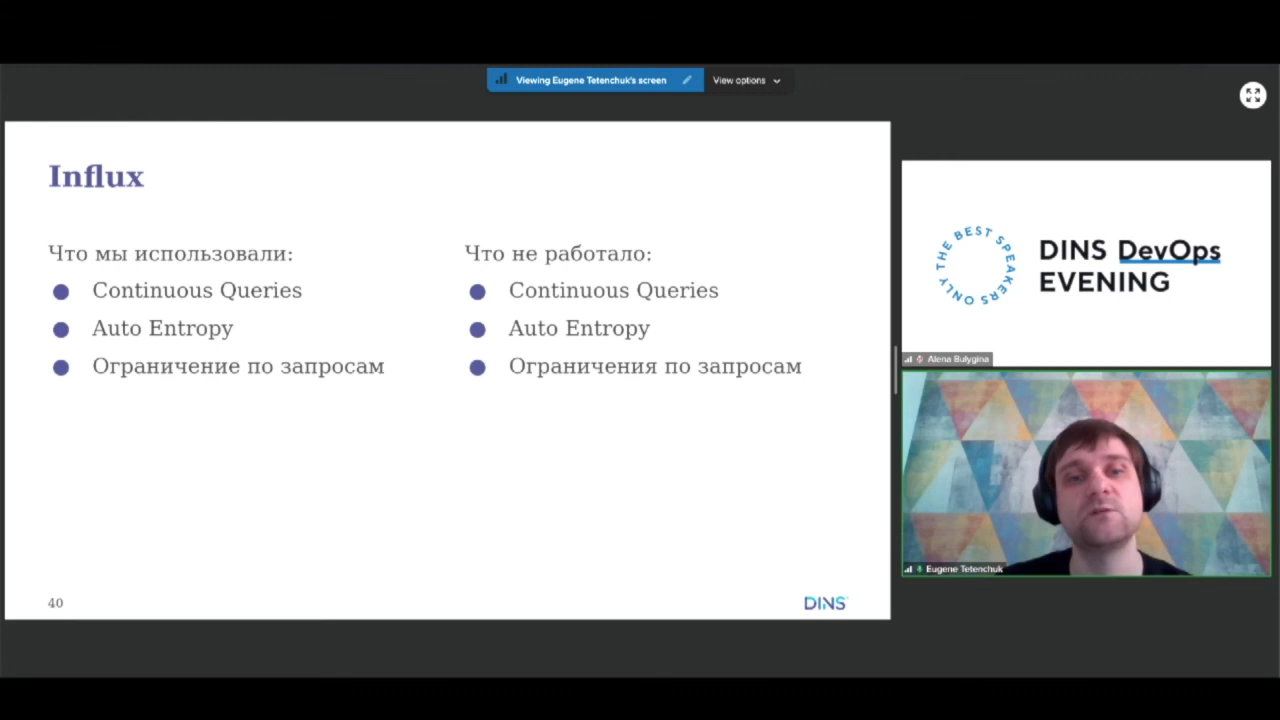 Viewing Eugene Tetenchuk's screen
View options
Influx
Что мы использовали:
Continuous Queries
Auto Entropy
Ограничение по запросам
Что не работало:
Continuous Queries
Auto Entropy
Ограничения по запросам
40
DINS
THE BEST SPEAKERS ONLY
DINS DevOps
EVENING
Alena Bulygina
Eugene Tetenchuk